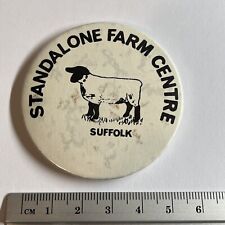 STANDALONE FARM CENTRE
SUFFOLK
CM 1 2 3 4 5 6